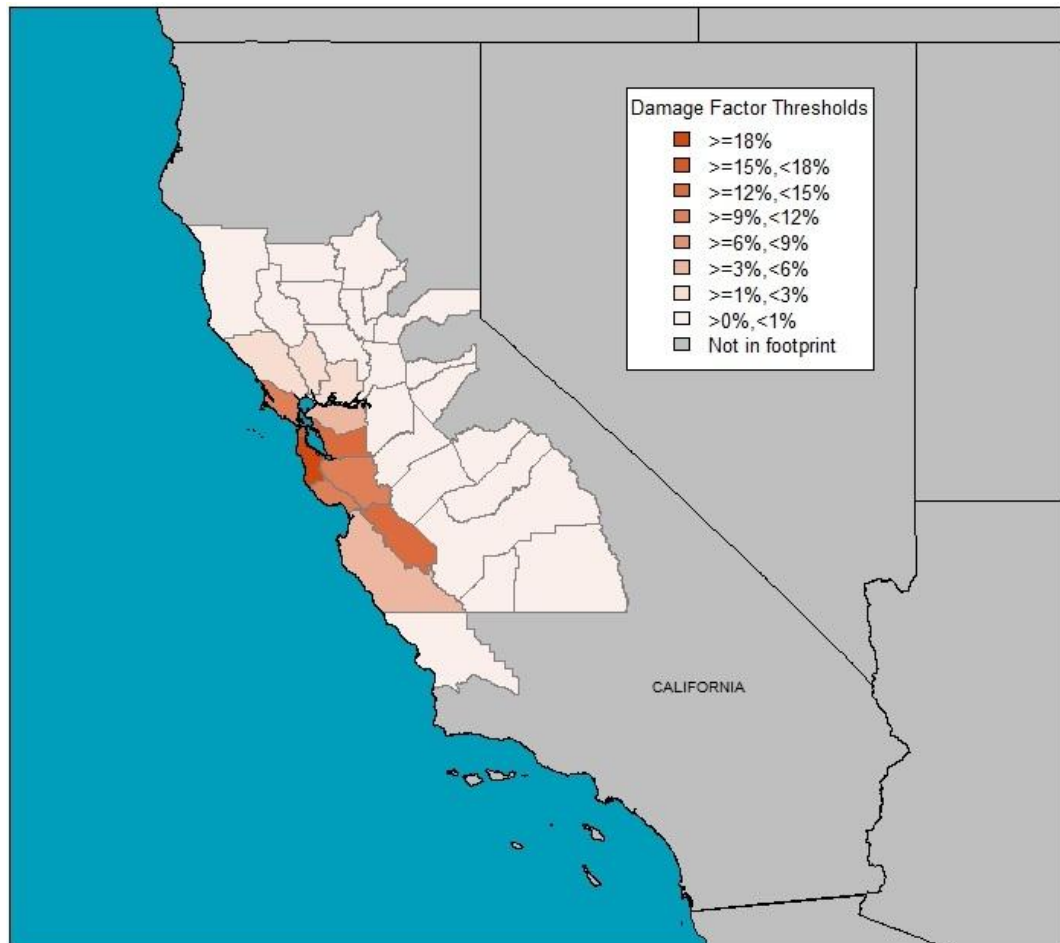 Damage Factor Thresholds
>=18%
>=15%,<18%
>=12%,<15%
>=9%,<12%
>=6%,<9%
>=3%,<6%
>=1%,<3%
>0%,<1%
Not in footprint
CALIFORNIA